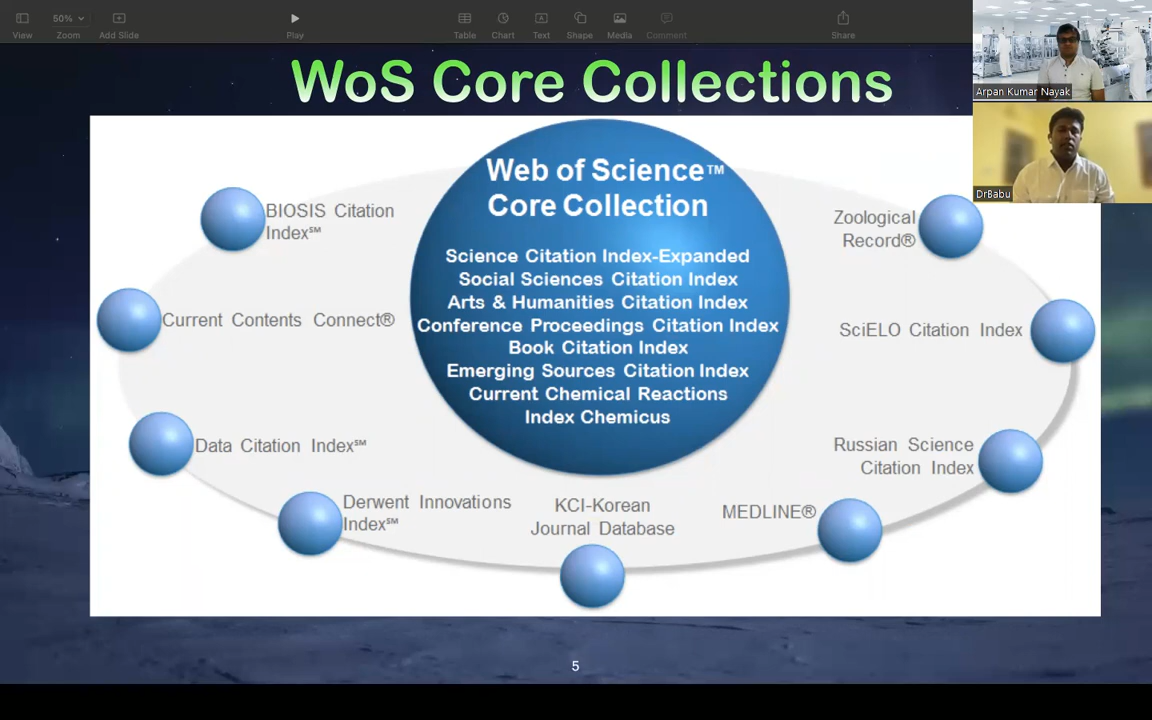 50%
View
Zoom
Add Slide
Play
Table
Chart
Text
Shape
Media
Comment
Share
WoS Core Collections
Arpan Kumar Nayak
DrBabu
Web of Science™
Core Collection
Science Citation Index-Expanded
Social Sciences Citation Index
Arts & Humanities Citation Index
Conference Proceedings Citation Index
Book Citation Index
Emerging Sources Citation Index
Current Chemical Reactions
Index Chemicus
BIOSIS Citation
Index℠
Current Contents Connect®
Data Citation Index℠
Derwent Innovations
Index℠
KCI-Korean
Journal Database
MEDLINE®
Russian Science
Citation Index
SciELO Citation Index
Zoological
Record®
5